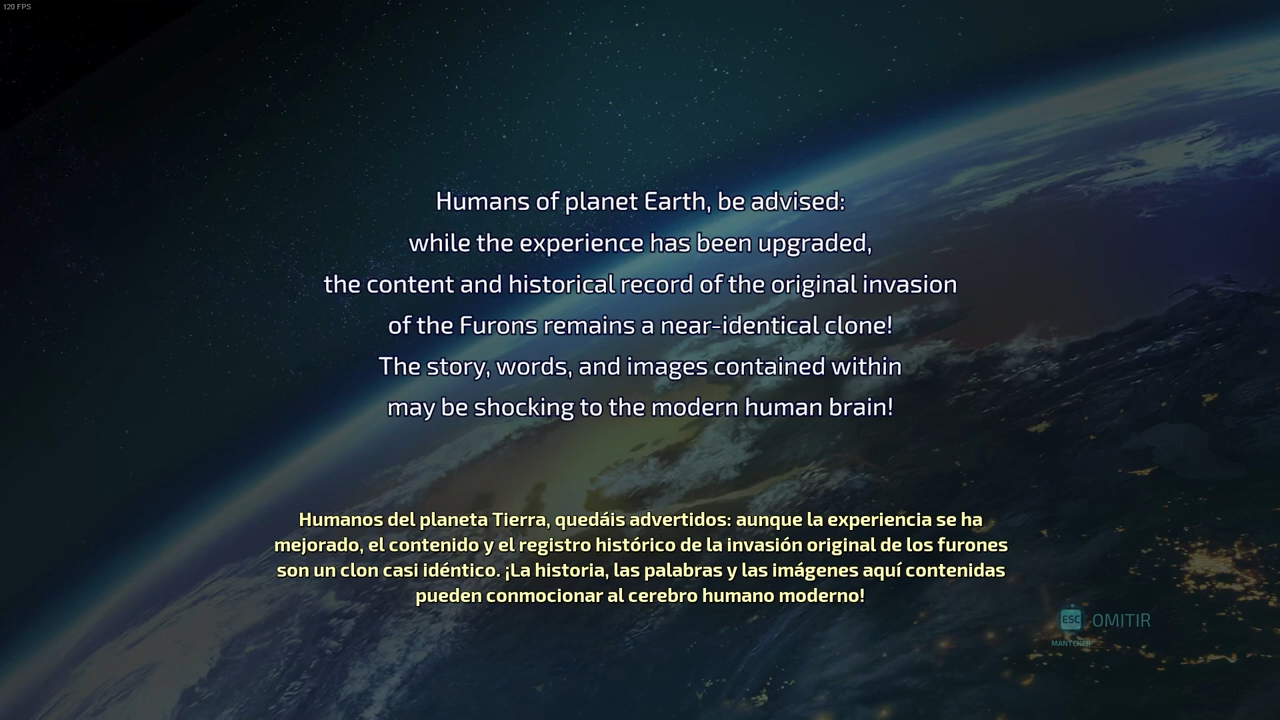 120 FPS
Humans of planet Earth, be advised:
while the experience has been upgraded,
the content and historical record of the original invasion
of the Furons remains a near-identical clone!
The story, words, and images contained within
may be shocking to the modern human brain!
Humanos del planeta Tierra, quedáis advertidos: aunque la experiencia se ha
mejorado, el contenido y el registro histórico de la invasión original de los furones
son un clon casi idéntico. ¡La historia, las palabras y las imágenes aquí contenidas
pueden conmocionar al cerebro humano moderno!
ESC OMITIR
MANTENER